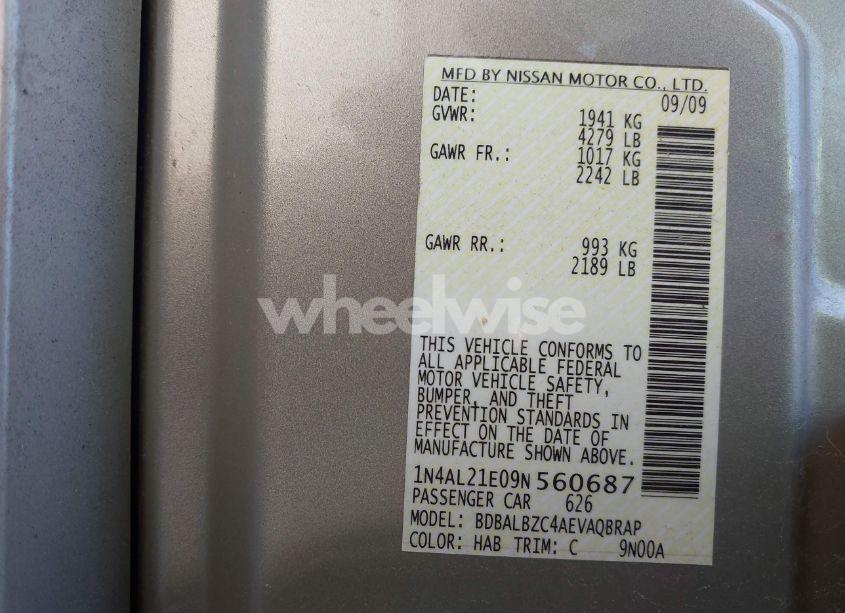 MFD BY NISSAN MOTOR CO., LTD.
DATE: 09/09
GVWR: 1941 KG
4279 LB
GAWR FR.: 1017 KG
2242 LB
GAWR RR.: 993 KG
2189 LB
wheelwise
THIS VEHICLE CONFORMS TO
ALL APPLICABLE FEDERAL
MOTOR VEHICLE SAFETY,
BUMPER, AND THEFT
PREVENTION STANDARDS IN
EFFECT ON THE DATE OF
MANUFACTURE SHOWN ABOVE.
1N4AL21E09N560687
PASSENGER CAR 626
MODEL: BDBALBZC4AEVAQBRAP
COLOR: HAB TRIM: C 9N00A